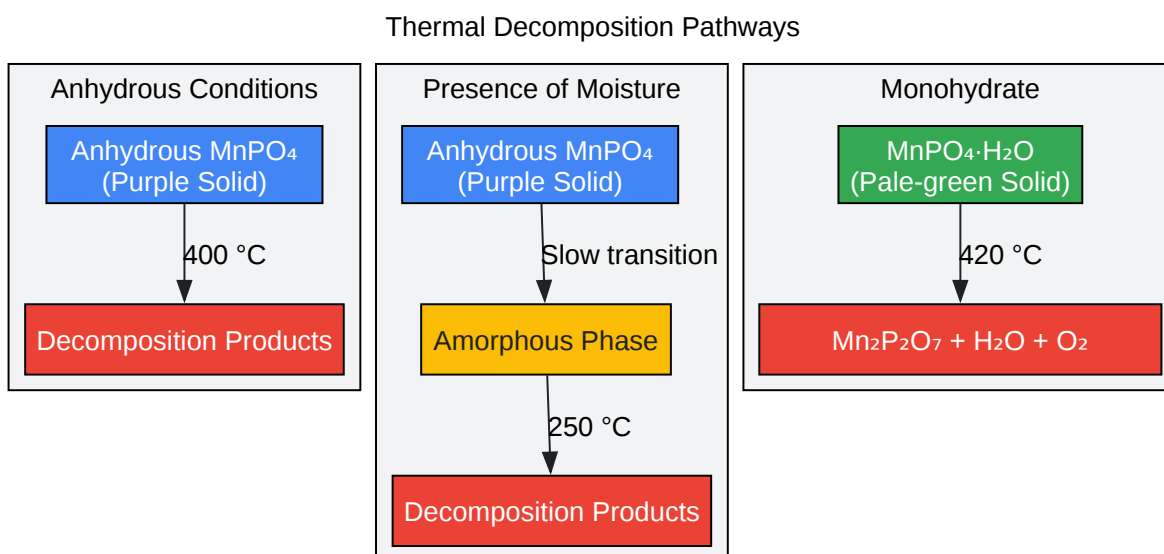 Thermal Decomposition Pathways
Anhydrous Conditions
Anhydrous MnPO₄
(Purple Solid)
400 °C
Decomposition Products
Presence of Moisture
Anhydrous MnPO₄
(Purple Solid)
Slow transition
Amorphous Phase
250 °C
Decomposition Products
Monohydrate
MnPO₄·H₂O
(Pale-green Solid)
420 °C
Mn₂P₂O₇ + H₂O + O₂